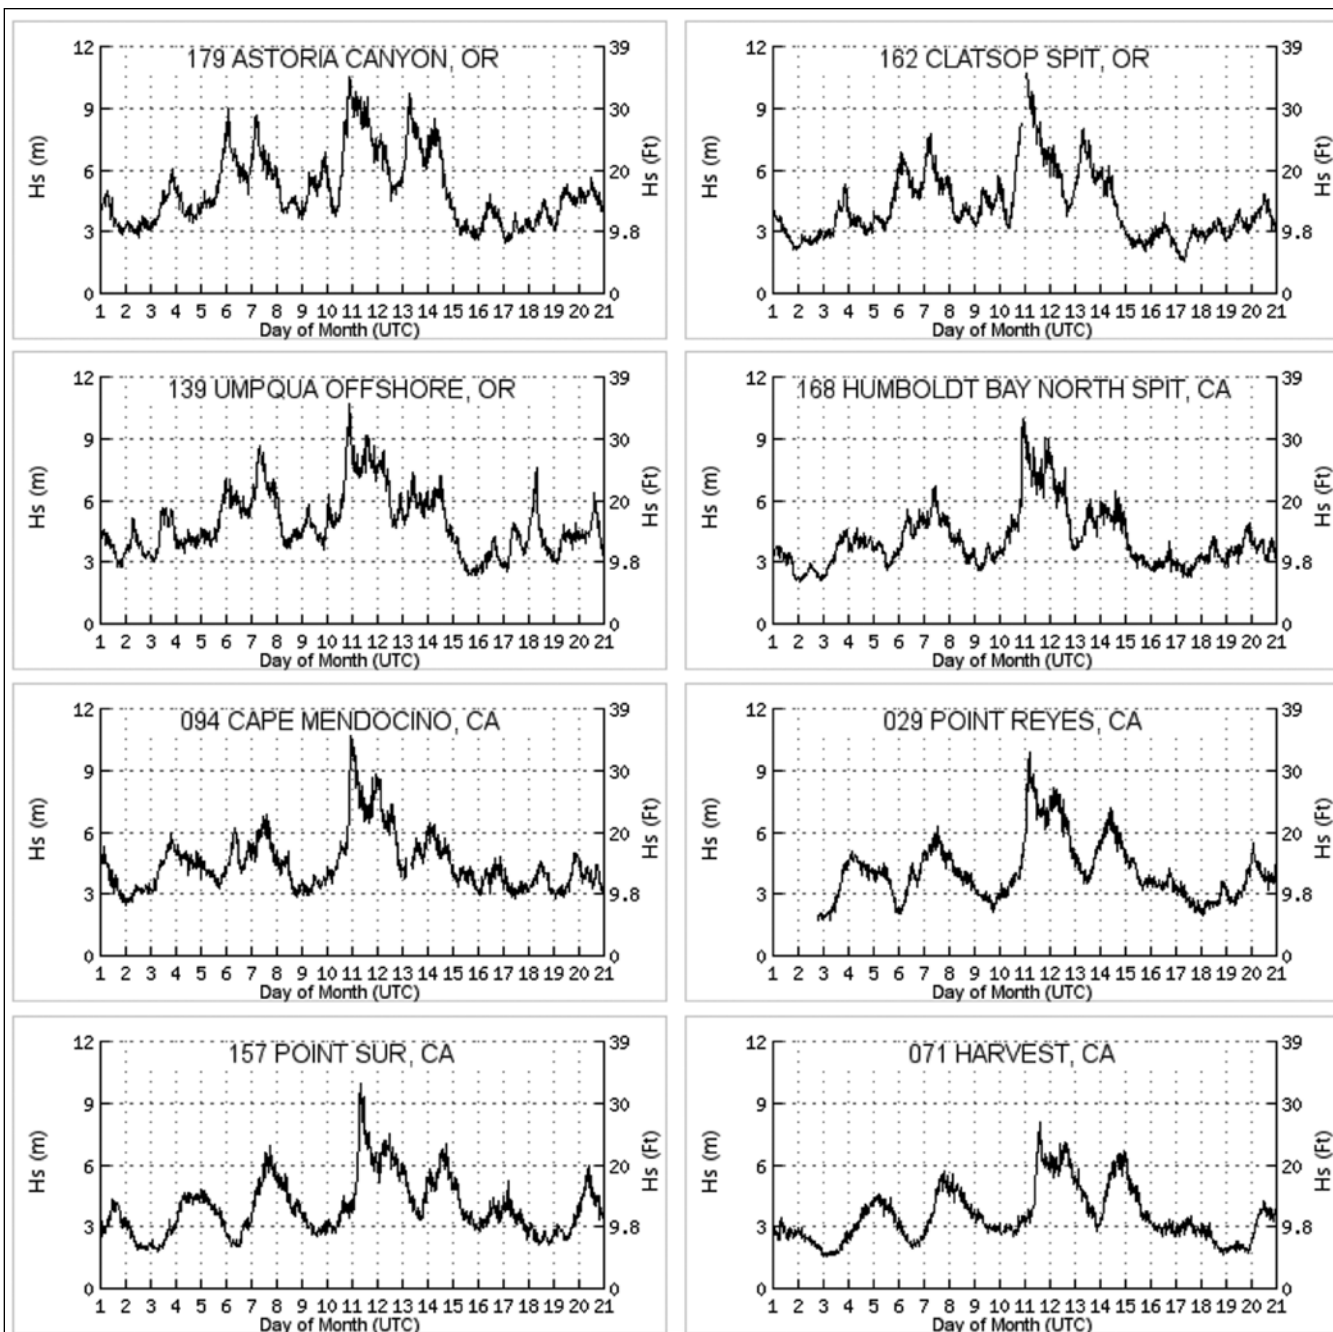 179 ASTORIA CANYON, OR
12
9
6
3
0
Hs (m)
39
30
20
9.8
0
Hs (Ft)
1 2 3 4 5 6 7 8 9 10 11 12 13 14 15 16 17 18 19 20 21
Day of Month (UTC)
162 CLATSOP SPIT, OR
12
9
6
3
0
Hs (m)
39
30
20
9.8
0
Hs (Ft)
1 2 3 4 5 6 7 8 9 10 11 12 13 14 15 16 17 18 19 20 21
Day of Month (UTC)
139 UMPQUA OFFSHORE, OR
12
9
6
3
0
Hs (m)
39
30
20
9.8
0
Hs (Ft)
1 2 3 4 5 6 7 8 9 10 11 12 13 14 15 16 17 18 19 20 21
Day of Month (UTC)
168 HUMBOLDT BAY NORTH SPIT, CA
12
9
6
3
0
Hs (m)
39
30
20
9.8
0
Hs (Ft)
1 2 3 4 5 6 7 8 9 10 11 12 13 14 15 16 17 18 19 20 21
Day of Month (UTC)
094 CAPE MENDOCINO, CA
12
9
6
3
0
Hs (m)
39
30
20
9.8
0
Hs (Ft)
1 2 3 4 5 6 7 8 9 10 11 12 13 14 15 16 17 18 19 20 21
Day of Month (UTC)
029 POINT REYES, CA
12
9
6
3
0
Hs (m)
39
30
20
9.8
0
Hs (Ft)
1 2 3 4 5 6 7 8 9 10 11 12 13 14 15 16 17 18 19 20 21
Day of Month (UTC)
157 POINT SUR, CA
12
9
6
3
0
Hs (m)
39
30
20
9.8
0
Hs (Ft)
1 2 3 4 5 6 7 8 9 10 11 12 13 14 15 16 17 18 19 20 21
Day of Month (UTC)
071 HARVEST, CA
12
9
6
3
0
Hs (m)
39
30
20
9.8
0
Hs (Ft)
1 2 3 4 5 6 7 8 9 10 11 12 13 14 15 16 17 18 19 20 21
Day of Month (UTC)